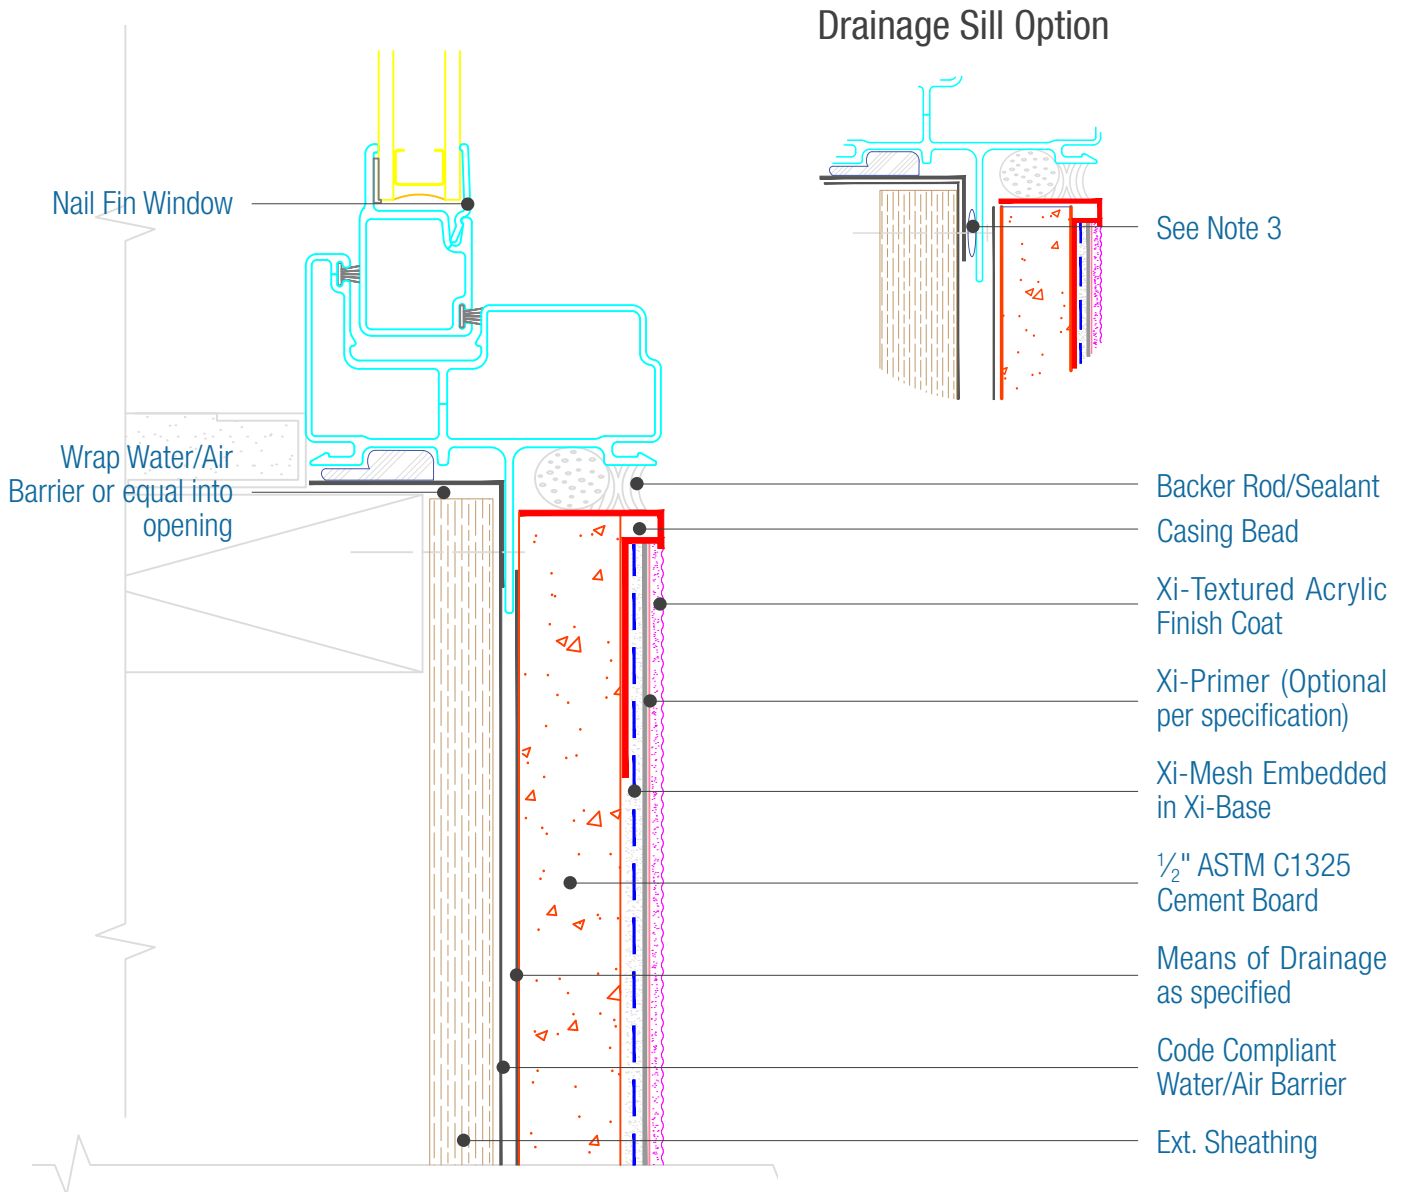 Drainage Sill Option
Nail Fin Window
See Note 3
Wrap Water/Air
Barrier or equal into
opening
Backer Rod/Sealant
Casing Bead
Xi-Textured Acrylic
Finish Coat
Xi-Primer (Optional
per specification)
Xi-Mesh Embedded
in Xi-Base
½" ASTM C1325
Cement Board
Means of Drainage
as specified
Code Compliant
Water/Air Barrier
Ext. Sheathing